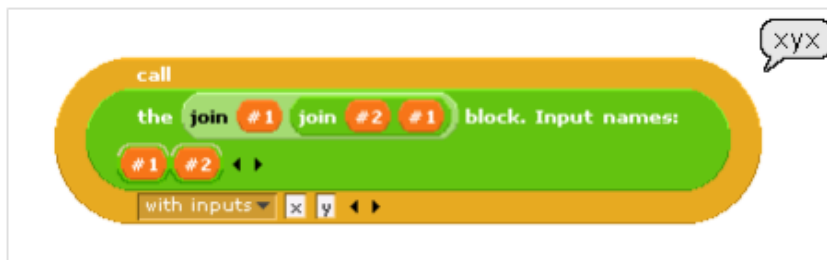 xyx
call
the join #1 join #2 #1 block. Input names:
#1 #2
with inputs x y